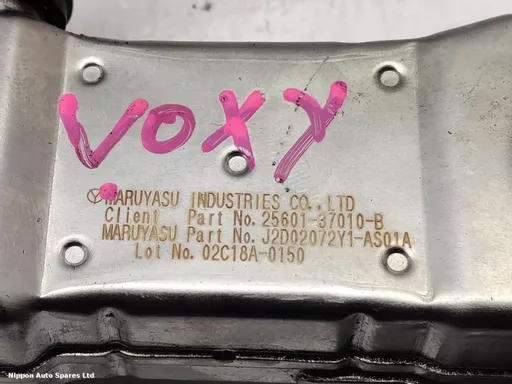 VOXY
MARUYASU INDUSTRIES CO., LTD
Client Part No. 25601-37010-B
MARUYASU Part No. J2D02072Y1-AS01A
Lot No. 02C18A-0150
Nippon Auto Spares Ltd